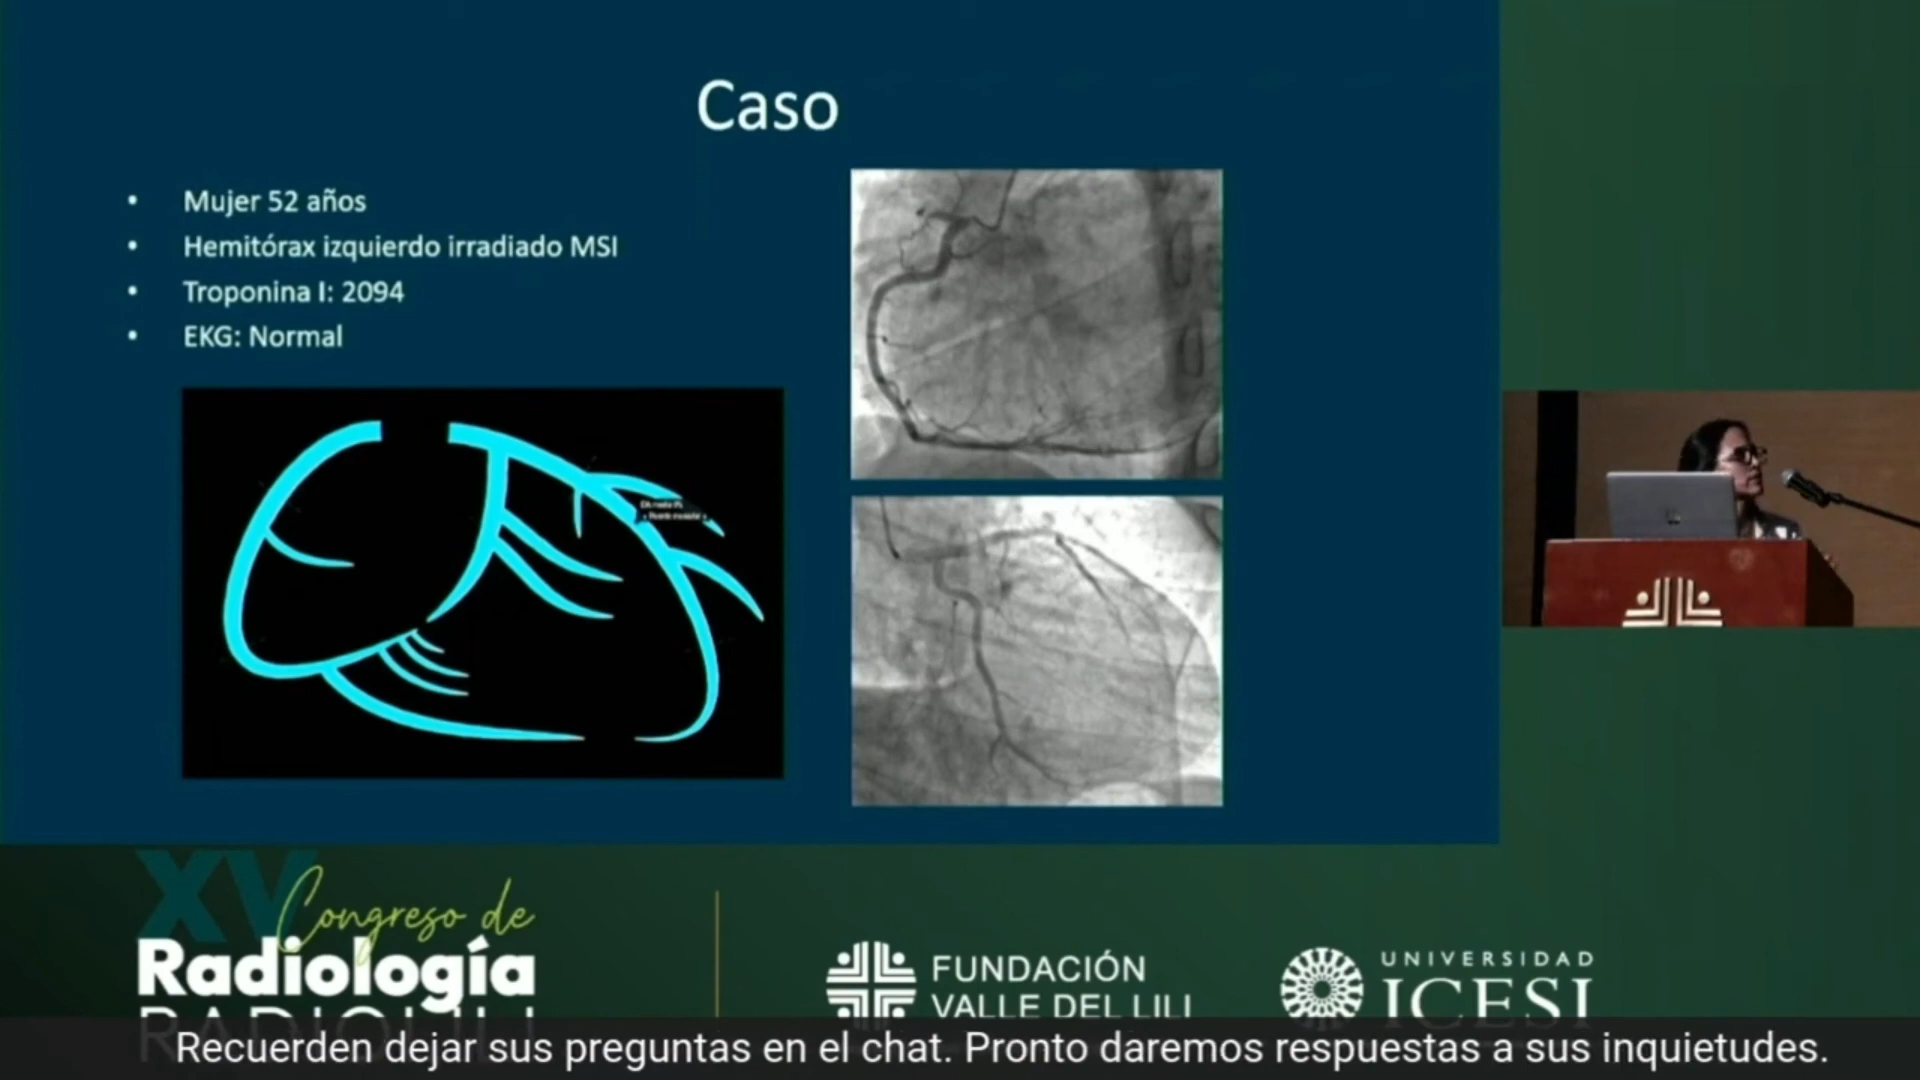 Caso
• Mujer 52 años
• Hemitórax izquierdo irradiado MSI
• Troponina I: 2094
• EKG: Normal
XV
Congreso de
Radiología
RADIOLILI
FUNDACIÓN
VALLE DEL LILI
UNIVERSIDAD
ICESI
Recuerden dejar sus preguntas en el chat. Pronto daremos respuestas a sus inquietudes.